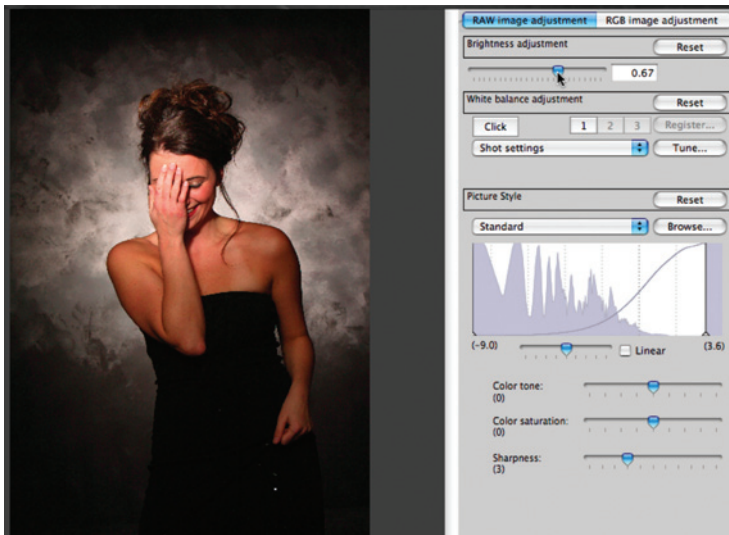 RAW image adjustment RGB image adjustment
Brightness adjustment Reset
0.67
White balance adjustment Reset
Click 1 2 3 Register...
Shot settings Tune...
Picture Style Reset
Standard Browse...
(-9.0) Linear (3.6)
Color tone:
(0)
Color saturation:
(0)
Sharpness:
(3)